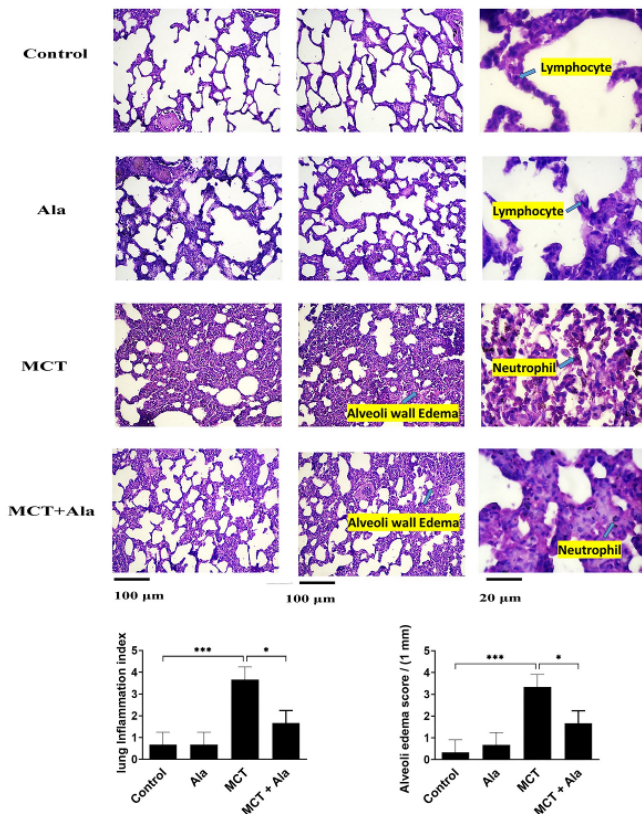 Control
Lymphocyte
Ala
Lymphocyte
MCT
Alveoli wall Edema
Neutrophil
MCT+Ala
Alveoli wall Edema
Neutrophil
100 μm
100 μm
20 μm
lung Inflammation index
5
4
3
2
1
0
***
*
Control
Ala
MCT
MCT + Ala
Alveoli edema score / (1 mm)
5
4
3
2
1
0
***
*
Control
Ala
MCT
MCT + Ala